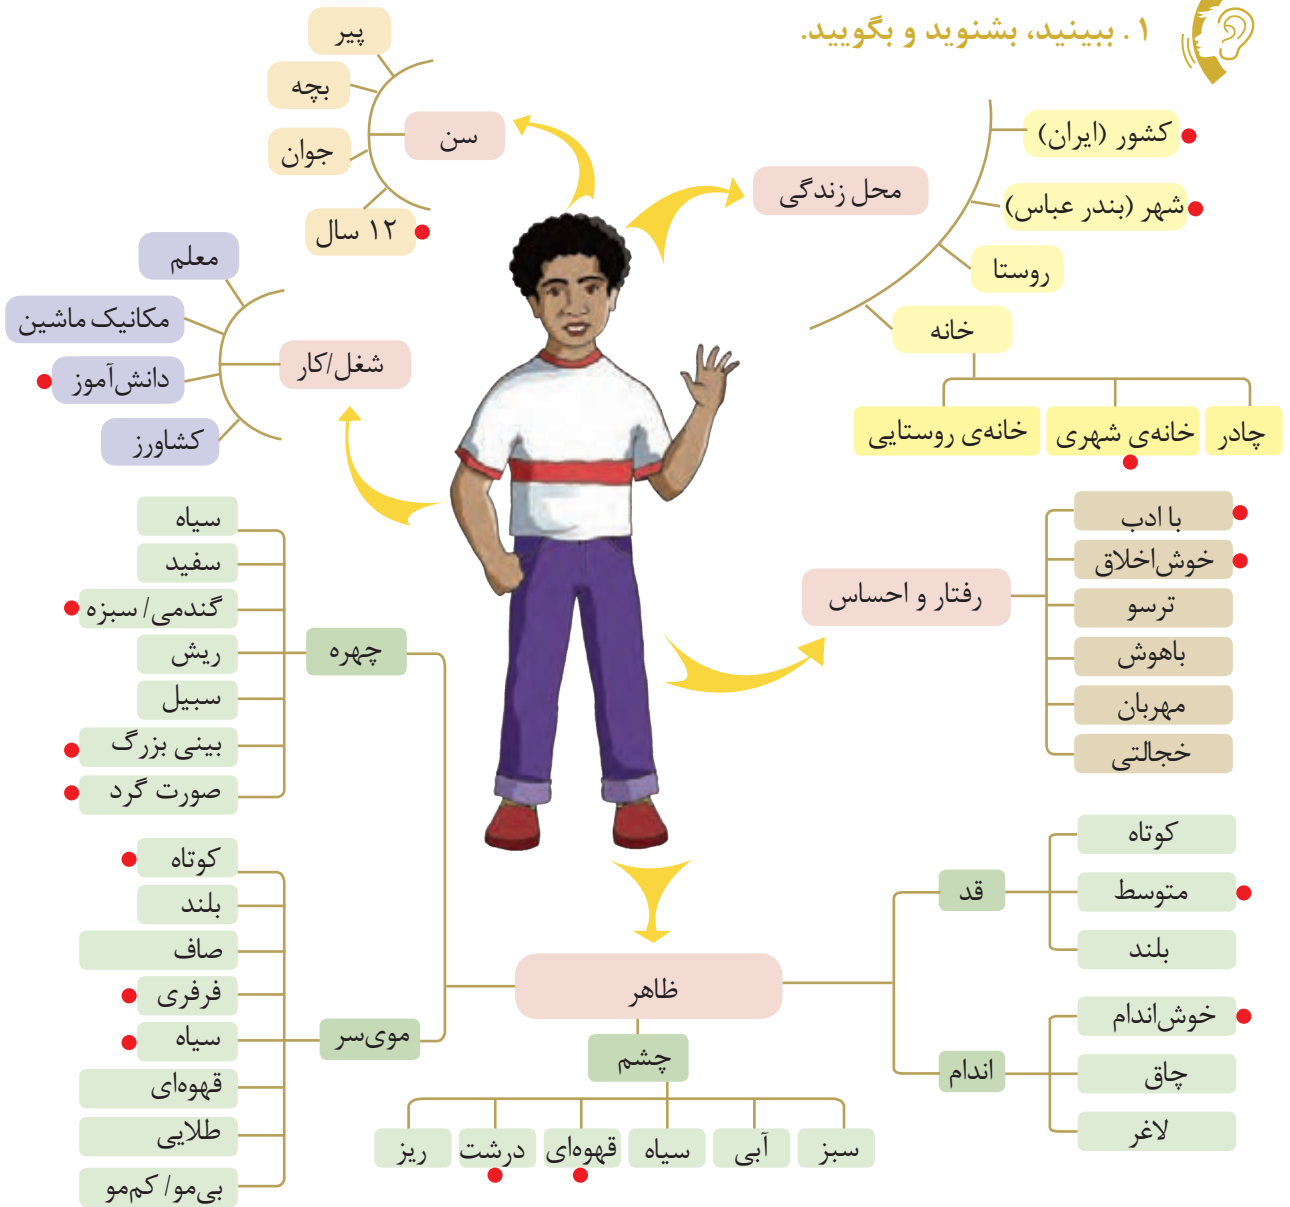 ۱ . ببینید، بشنوید و بگویید.
محل زندگی
کشور (ایران)
شهر (بندر عباس)
روستا
خانه
چادر
خانه‌ی شهری
خانه‌ی روستایی
سن
پیر
بچه
جوان
۱۲ سال
شغل/کار
معلم
مکانیک ماشین
دانش‌آموز
کشاورز
رفتار و احساس
با ادب
خوش‌اخلاق
ترسو
باهوش
مهربان
خجالتی
ظاهر
قد
کوتاه
متوسط
بلند
اندام
خوش‌اندام
چاق
لاغر
چشم
سبز
آبی
سیاه
قهوه‌ای
درشت
ریز
چهره
سیاه
سفید
گندمی/ سبزه
ریش
سبیل
بینی بزرگ
صورت گرد
موی‌سر
کوتاه
بلند
صاف
فرفری
سیاه
قهوه‌ای
طلایی
بی‌مو/ کم‌مو